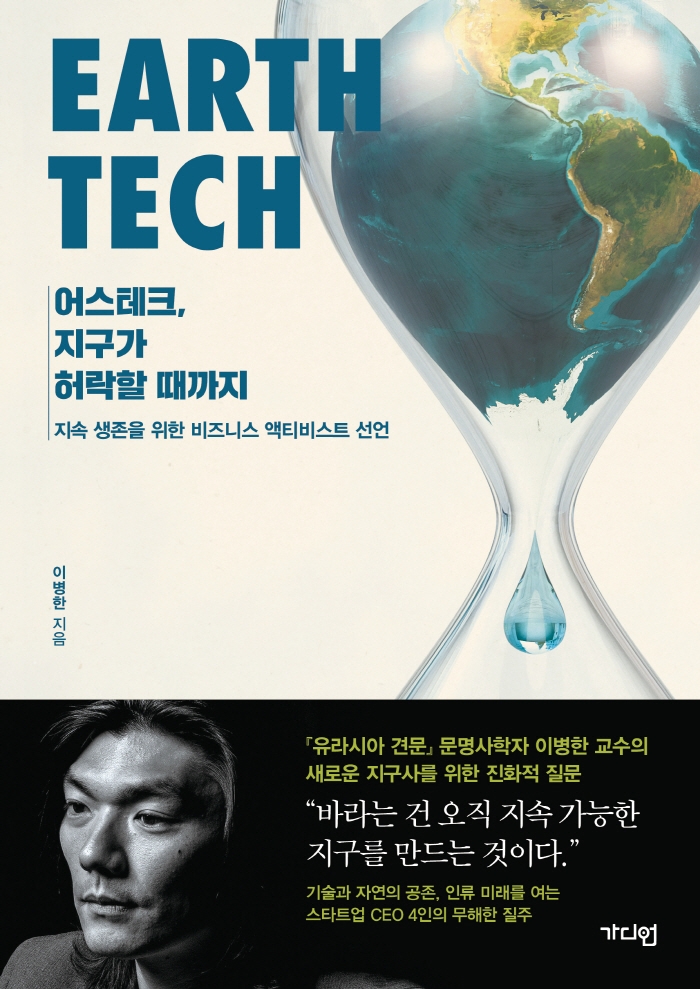 EARTH
TECH
어스테크,
지구가
허락할 때까지
지속 생존을 위한 비즈니스 액티비스트 선언
이병한 지음
『유라시아 견문』 문명사학자 이병한 교수의
새로운 지구사를 위한 진화적 질문
“바라는 건 오직 지속 가능한
지구를 만드는 것이다.”
기술과 자연의 공존, 인류 미래를 여는
스타트업 CEO 4인의 무해한 질주
가디언